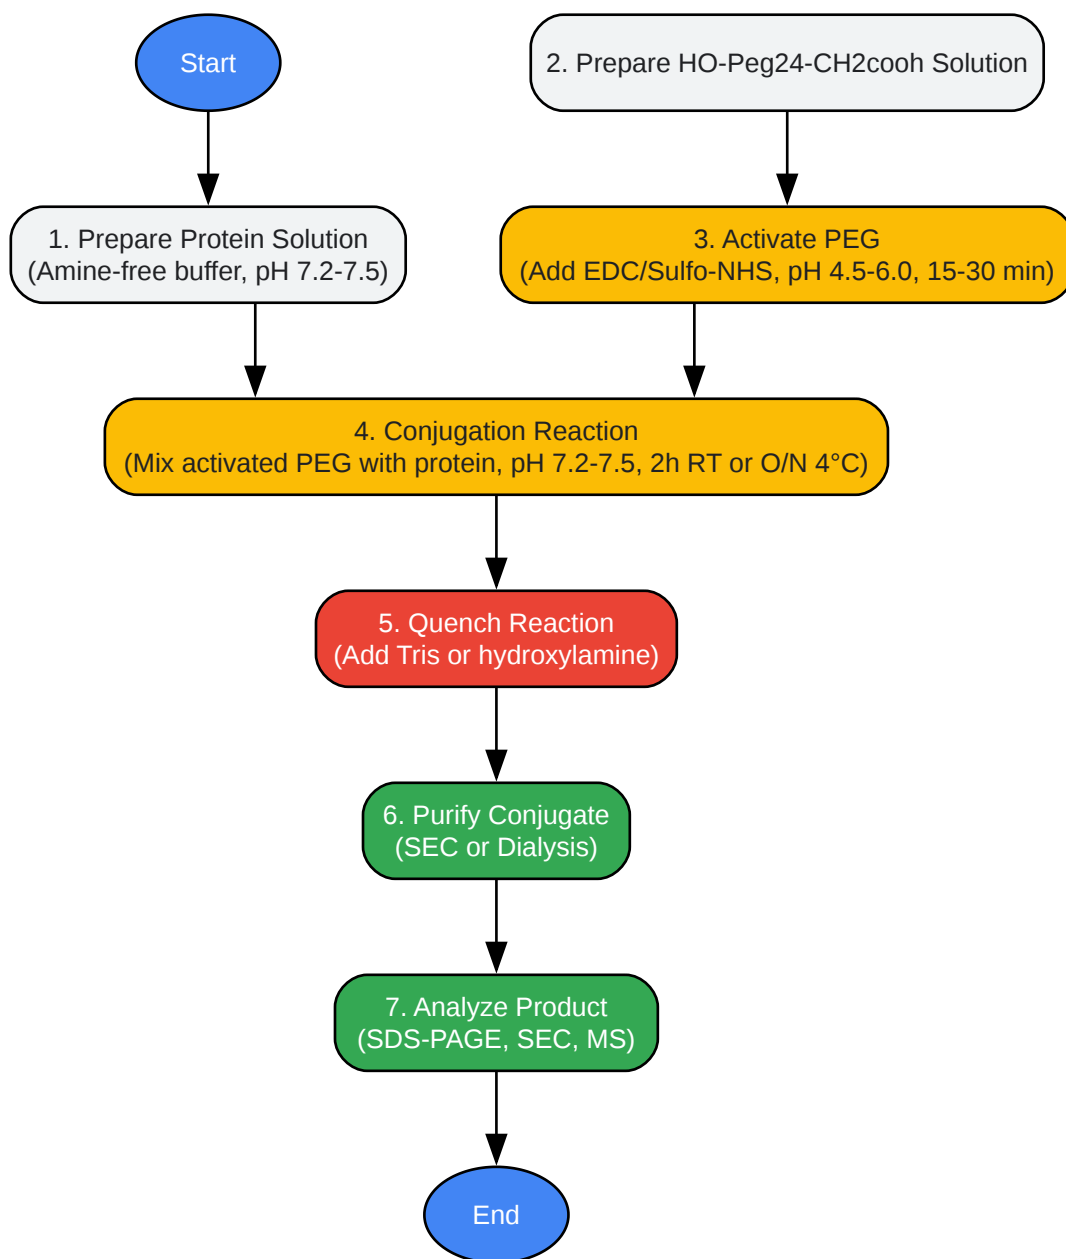 Start
2. Prepare HO-Peg24-CH2cooh Solution
1. Prepare Protein Solution
(Amine-free buffer, pH 7.2-7.5)
3. Activate PEG
(Add EDC/Sulfo-NHS, pH 4.5-6.0, 15-30 min)
4. Conjugation Reaction
(Mix activated PEG with protein, pH 7.2-7.5, 2h RT or O/N 4°C)
5. Quench Reaction
(Add Tris or hydroxylamine)
6. Purify Conjugate
(SEC or Dialysis)
7. Analyze Product
(SDS-PAGE, SEC, MS)
End